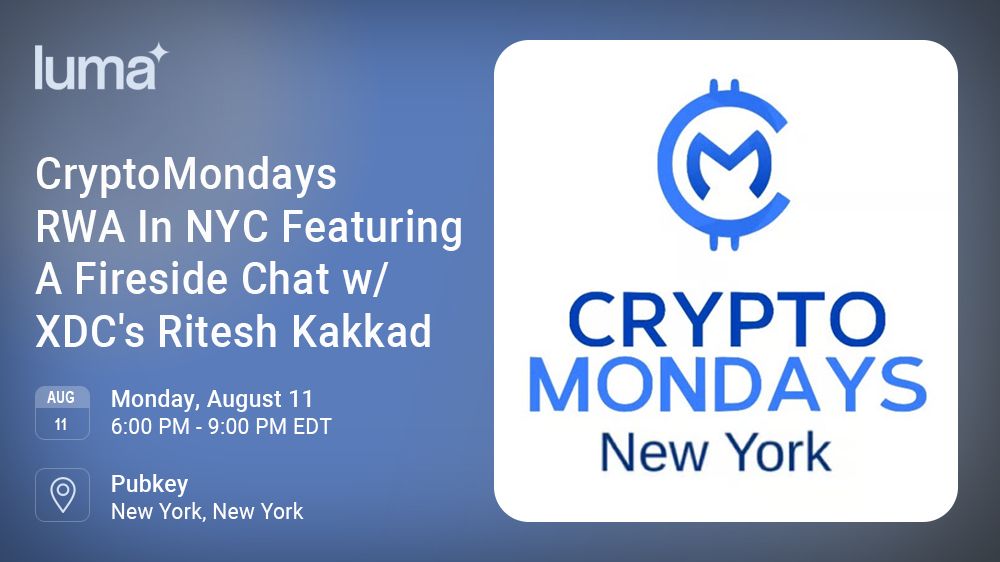 luma
CryptoMondays
RWA In NYC Featuring
A Fireside Chat w/
XDC's Ritesh Kakkad
AUG
11
Monday, August 11
6:00 PM - 9:00 PM EDT
Pubkey
New York, New York
CRYPTO
MONDAYS
New York